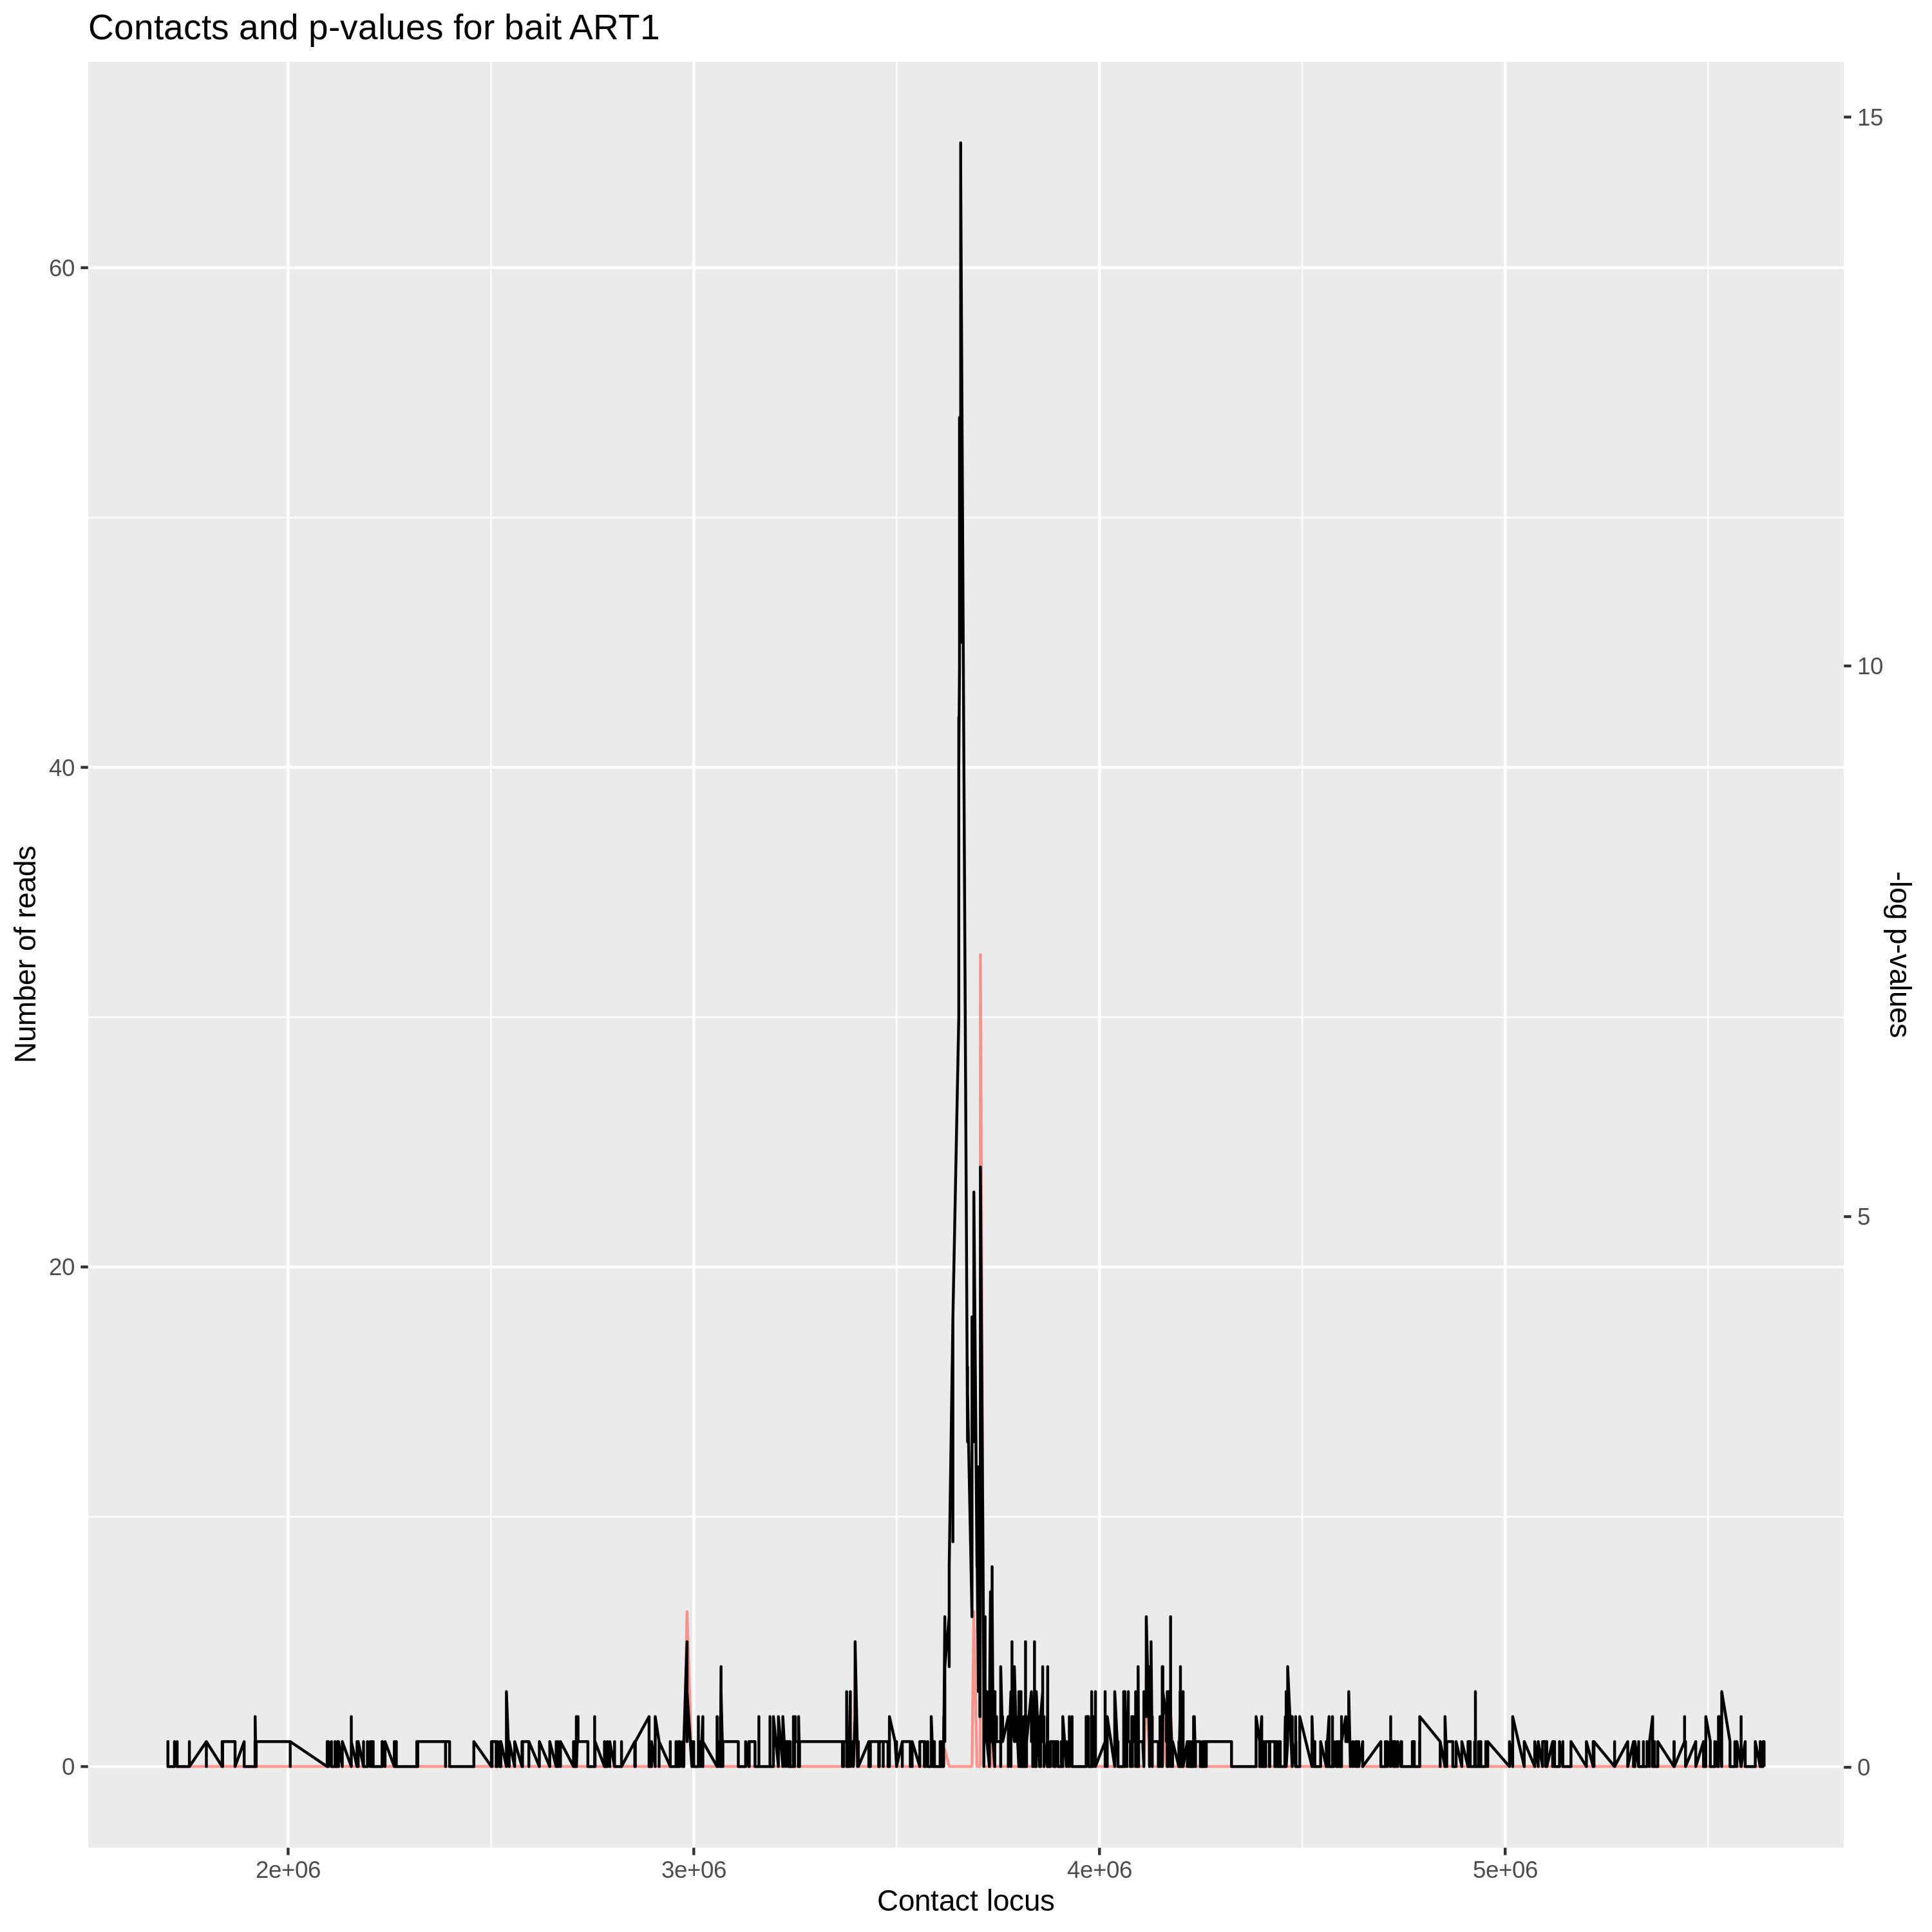 Contacts and p-values for bait ART1
60
40
20
0
Number of reads
15
10
5
0
-log p-values
2e+06
3e+06
4e+06
5e+06
Contact locus